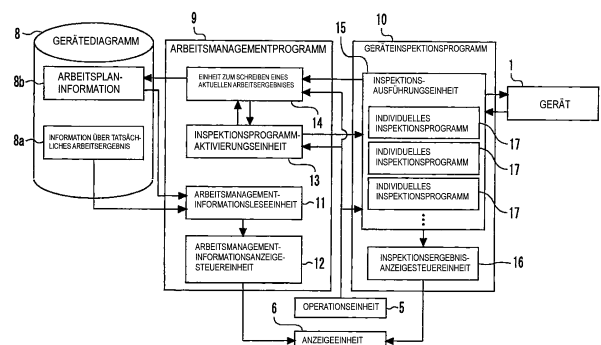 8
GERÄTEDIAGRAMM
8b
ARBEITSPLAN-
INFORMATION
8a
INFORMATION ÜBER TATSÄCH-
LICHES ARBEITSERGEBNIS
9
ARBEITSMANAGEMENTPROGRAMM
EINHEIT ZUM SCHREIBEN EINES
AKTUELLEN ARBEITSERGEBNISES
14
INSPEKTIONSPROGRAMM-
AKTIVIERUNGSEINHEIT
13
ARBEITSMANAGEMENT-
INFORMATIONSLESEEINHEIT
11
ARBEITSMANAGEMENT-
INFORMATIONSANZEIGE-
STEUEREINHEIT
12
10
GERÄTEINSPEKTIONSPROGRAMM
15
INSPEKTIONS-
AUSFÜHRUNGSEINHEIT
INDIVIDUELLES
INSPEKTIONSPROGRAMM
17
INDIVIDUELLES
INSPEKTIONSPROGRAMM
17
INDIVIDUELLES
INSPEKTIONSPROGRAMM
17
INSPEKTIONSERGEBNIS-
ANZEIGESTEUEREINHEIT
16
1
GERÄT
OPERATIONSEINHEIT
5
6
ANZEIGEEINHEIT